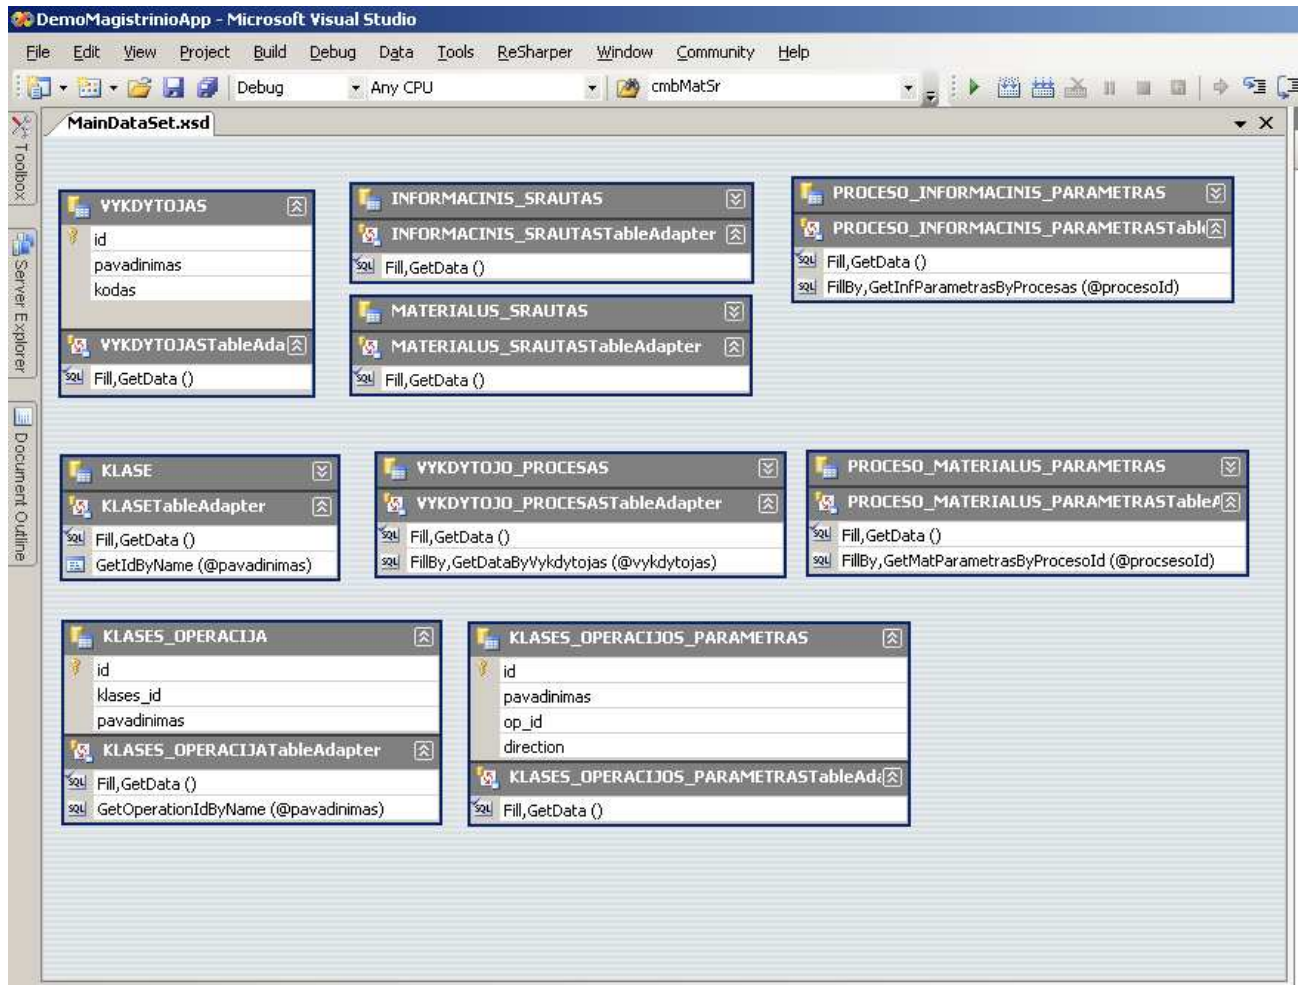 DemoMagistrinioApp - Microsoft Visual Studio
File Edit View Project Build Debug Data Tools ReSharper Window Community Help
Debug Any CPU cmbMatSr
MainDataSet.xsd
Toolbox
Server Explorer
Document Outline
VYKDYTOJAS
id
pavadinimas
kodas
VYKDYTOJASTableAda
Fill,GetData ()
INFORMACINIS_SRAUTAS
INFORMACINIS_SRAUTASTableAdapter
Fill,GetData ()
MATERIALUS_SRAUTAS
MATERIALUS_SRAUTASTableAdapter
Fill,GetData ()
PROCESO_INFORMACINIS_PARAMETRAS
PROCESO_INFORMACINIS_PARAMETRASTabl
Fill,GetData ()
FillBy,GetInfParametrasByProcesas (@procesoId)
KLASE
KLASETableAdapter
Fill,GetData ()
GetIdByName (@pavadinimas)
VYKDYTOJO_PROCESAS
VYKDYTOJO_PROCESASTableAdapter
Fill,GetData ()
FillBy,GetDataByVykdytojas (@vykdytojas)
PROCESO_MATERIALUS_PARAMETRAS
PROCESO_MATERIALUS_PARAMETRASTableA
Fill,GetData ()
FillBy,GetMatParametrasByProcesoId (@procsesoId)
KLASES_OPERACIJA
id
klases_id
pavadinimas
KLASES_OPERACIJATableAdapter
Fill,GetData ()
GetOperationIdByName (@pavadinimas)
KLASES_OPERACIJOS_PARAMETRAS
id
pavadinimas
op_id
direction
KLASES_OPERACIJOS_PARAMETRASTableAda
Fill,GetData ()